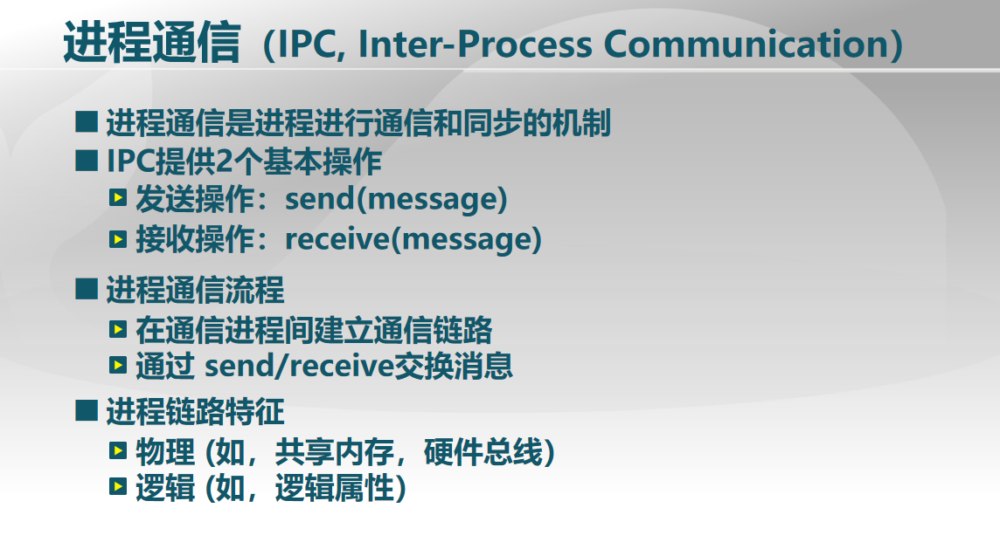 进程通信（IPC, Inter-Process Communication）
进程通信是进程进行通信和同步的机制
IPC提供2个基本操作
发送操作：send(message)
接收操作：receive(message)
进程通信流程
在通信进程间建立通信链路
通过 send/receive交换消息
进程链路特征
物理 (如，共享内存，硬件总线）
逻辑 (如，逻辑属性）